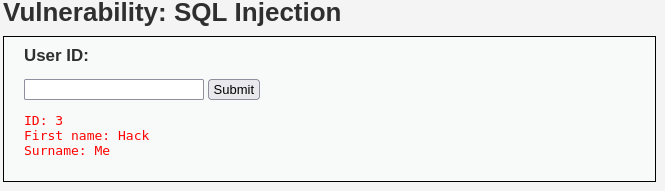 Vulnerability: SQL Injection
User ID:
Submit
ID: 3
First name: Hack
Surname: Me